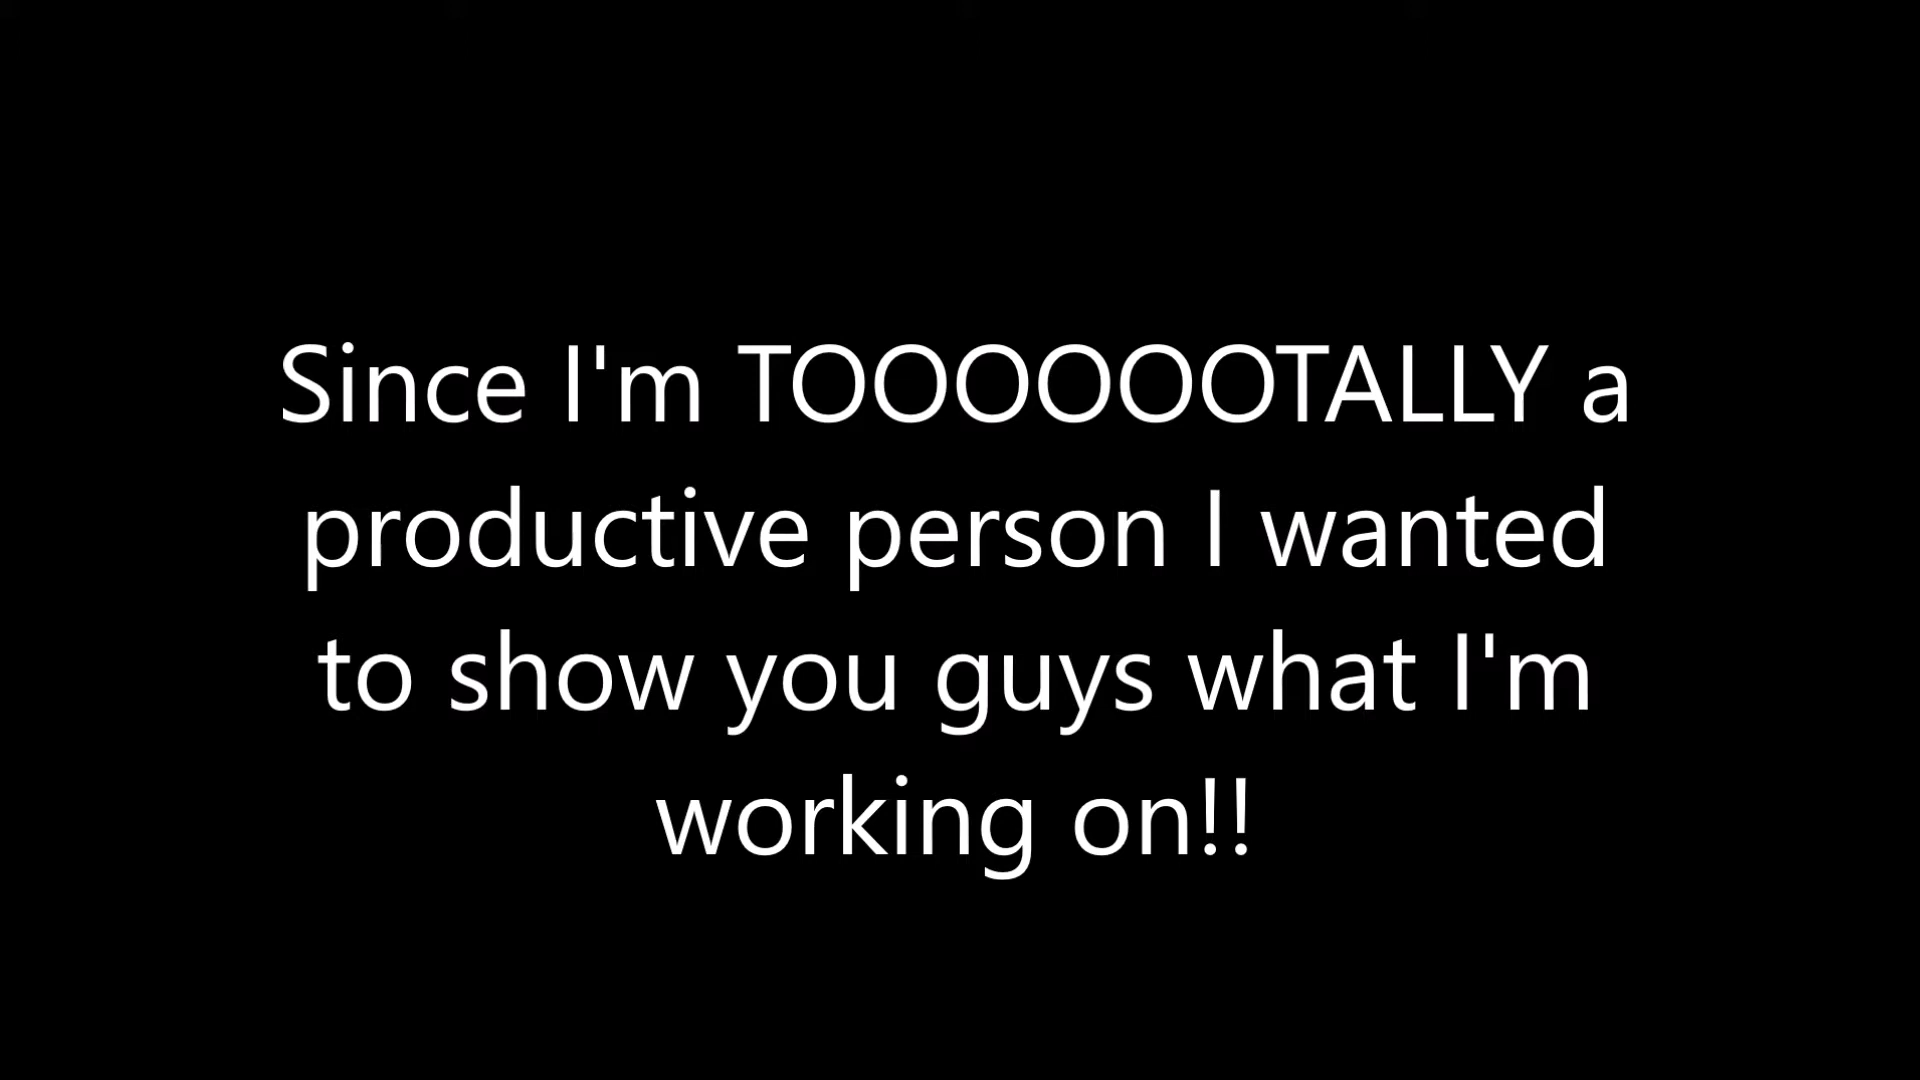 Since I'm TOOOOOOTALLY a
productive person I wanted
to show you guys what I'm
working on!!